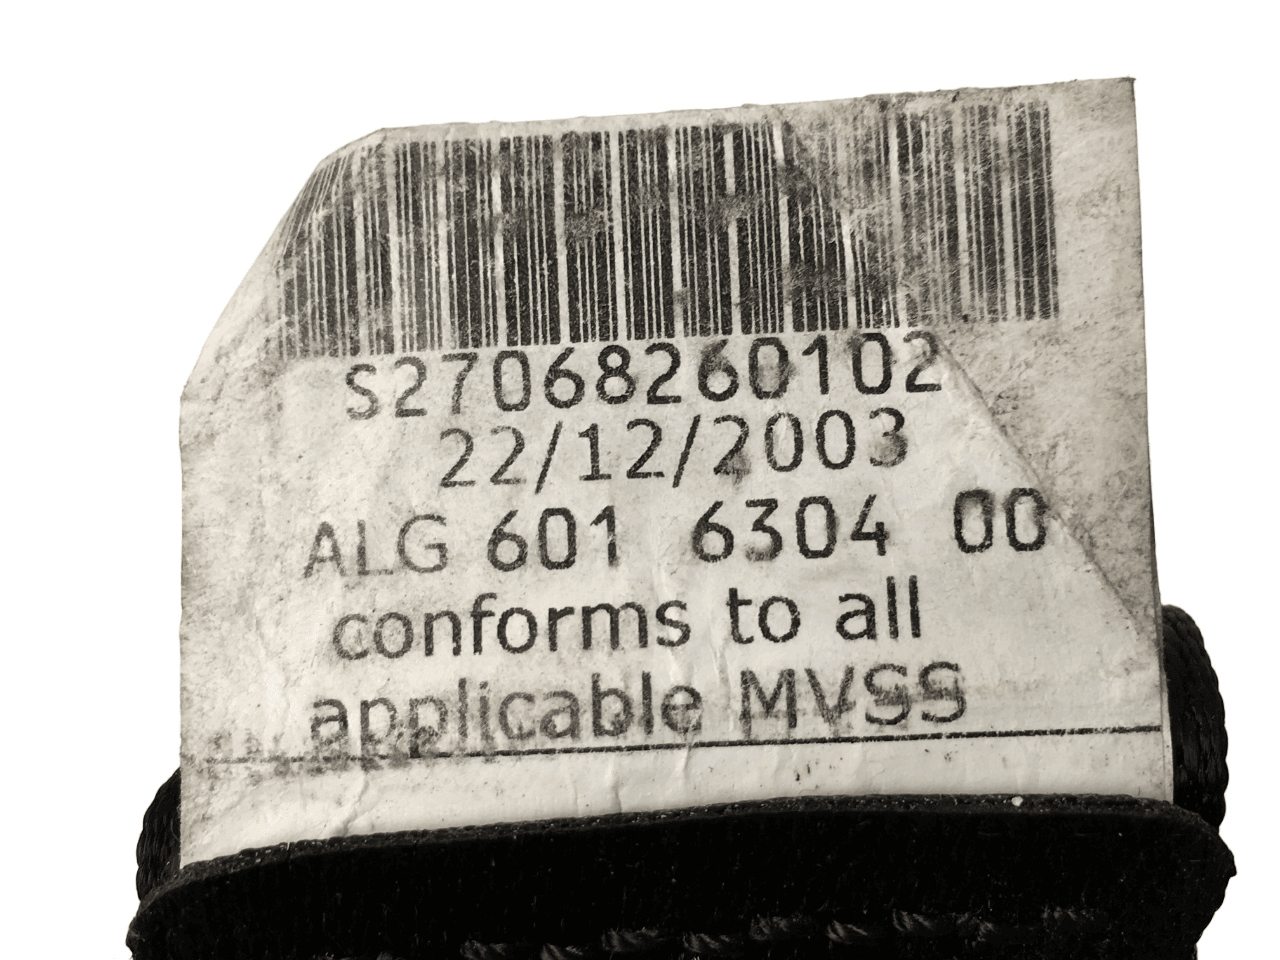 S27068260102
22/12/2003
ALG 601 6304 00
conforms to all
applicable MVSS